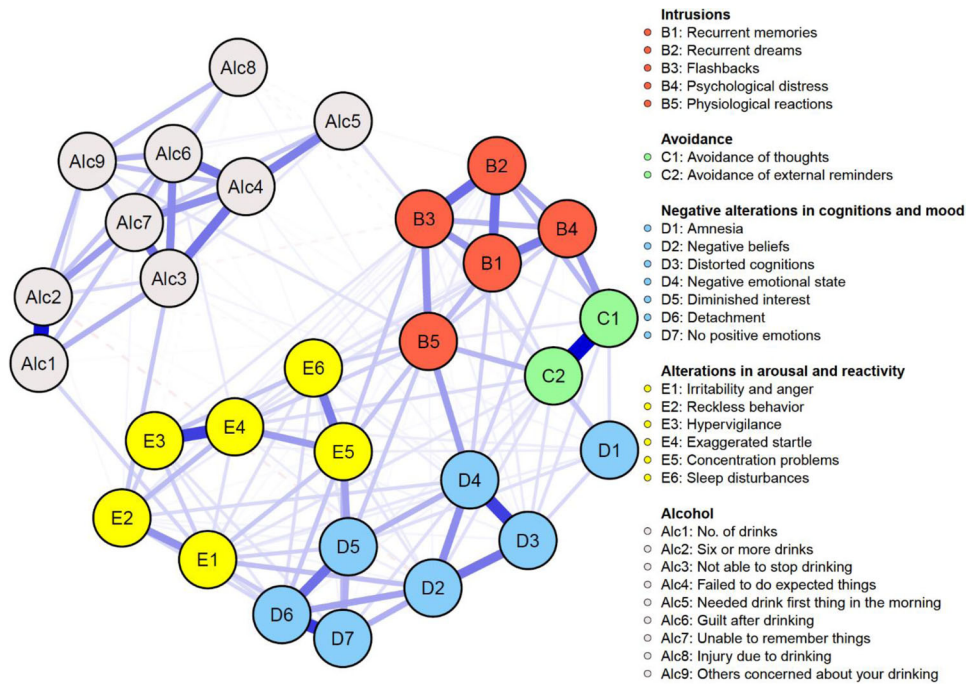 Alc8
Alc5
Alc6
Alc9
Alc4
Alc7
Alc3
Alc2
Alc1
B2
B3
B4
B1
B5
C1
C2
E6
E4
E3
E5
D1
D4
E2
D3
D5
E1
D2
D6
D7
Intrusions
B1: Recurrent memories
B2: Recurrent dreams
B3: Flashbacks
B4: Psychological distress
B5: Physiological reactions
Avoidance
C1: Avoidance of thoughts
C2: Avoidance of external reminders
Negative alterations in cognitions and mood
D1: Amnesia
D2: Negative beliefs
D3: Distorted cognitions
D4: Negative emotional state
D5: Diminished interest
D6: Detachment
D7: No positive emotions
Alterations in arousal and reactivity
E1: Irritability and anger
E2: Reckless behavior
E3: Hypervigilance
E4: Exaggerated startle
E5: Concentration problems
E6: Sleep disturbances
Alcohol
Alc1: No. of drinks
Alc2: Six or more drinks
Alc3: Not able to stop drinking
Alc4: Failed to do expected things
Alc5: Needed drink first thing in the morning
Alc6: Guilt after drinking
Alc7: Unable to remember things
Alc8: Injury due to drinking
Alc9: Others concerned about your drinking